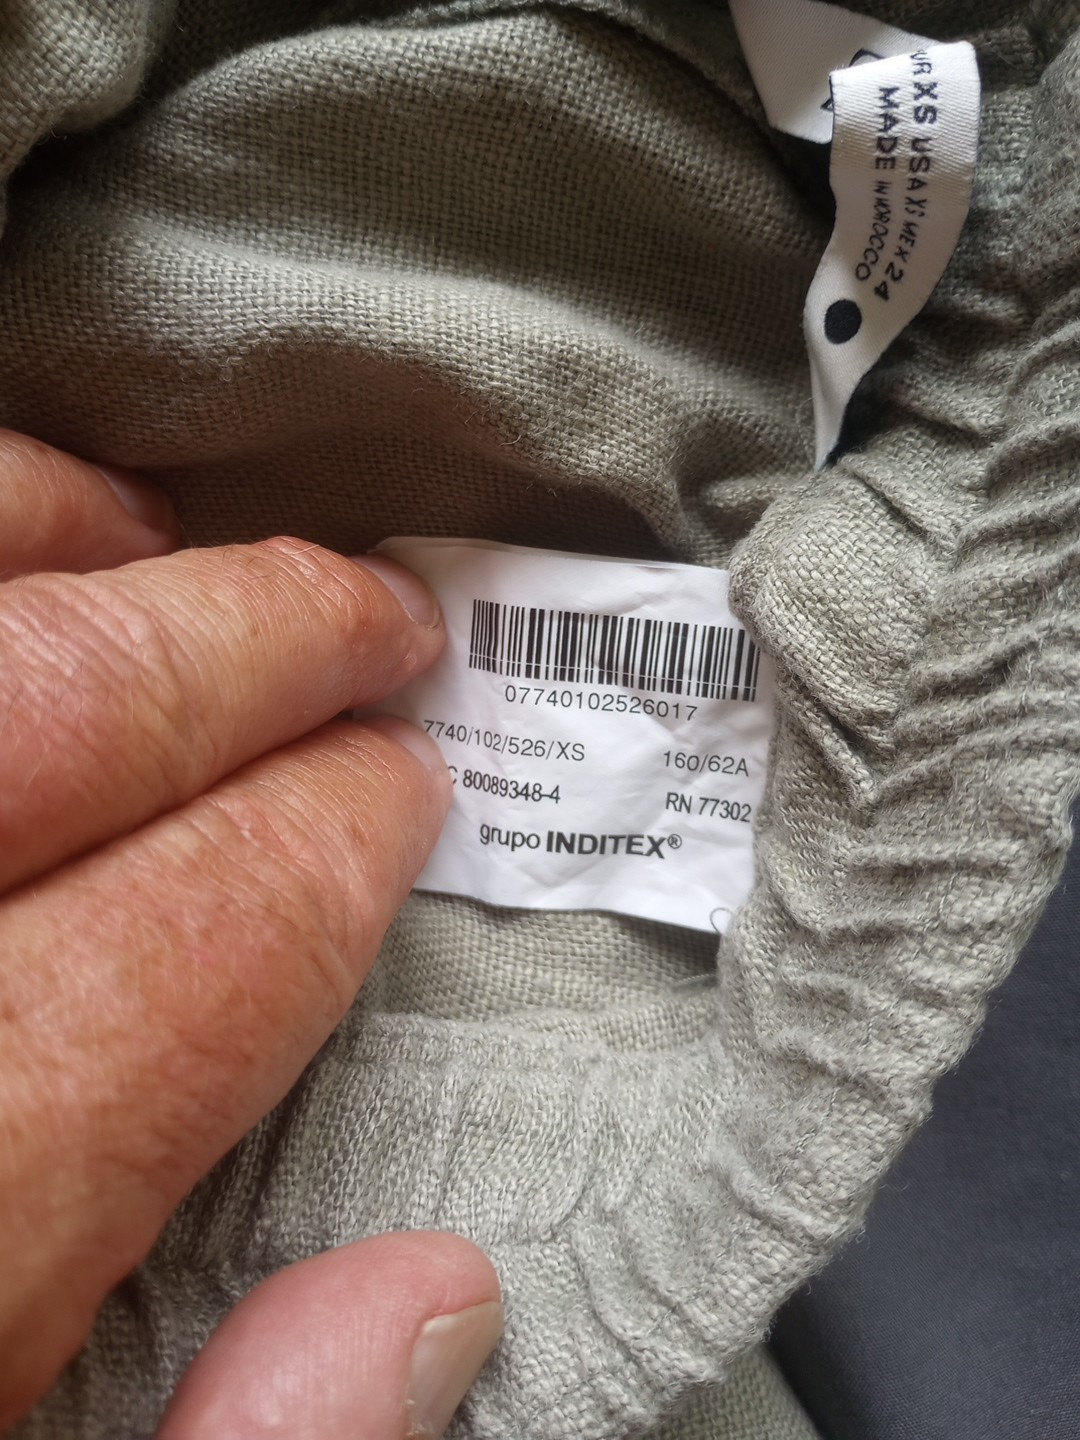 EUR XS USA XS MEX 24
MADE IN MOROCCO
07740102526017
7740/102/526/XS 160/62A
C 80089348-4 RN 77302
grupo INDITEX®